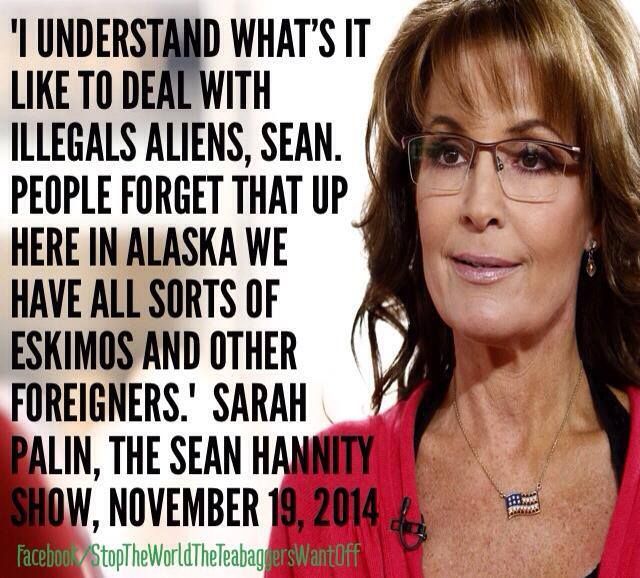 'I UNDERSTAND WHAT'S IT
LIKE TO DEAL WITH
ILLEGALS ALIENS, SEAN.
PEOPLE FORGET THAT UP
HERE IN ALASKA WE
HAVE ALL SORTS OF
ESKIMOS AND OTHER
FOREIGNERS.' SARAH
PALIN, THE SEAN HANNITY
SHOW, NOVEMBER 19, 2014
facebook/StopTheWorldTheTeabaggersWantOff